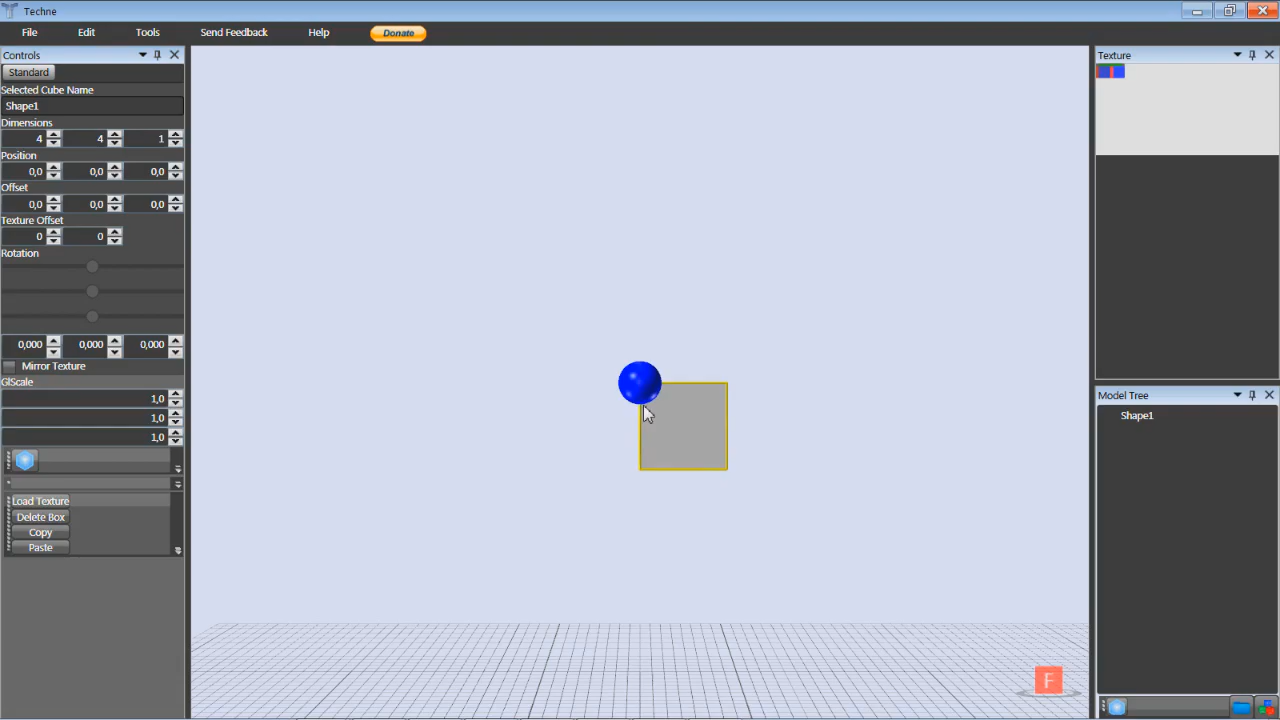 Techne
File Edit Tools Send Feedback Help Donate
Controls
Standard
Selected Cube Name
Shape1
Dimensions
4 4 1
Position
0,0 0,0 0,0
Offset
0,0 0,0 0,0
Texture Offset
0 0
Rotation
0,000 0,000 0,000
Mirror Texture
GlScale
1,0
1,0
1,0
Load Texture
Delete Box
Copy
Paste
F
Texture
Model Tree
Shape1